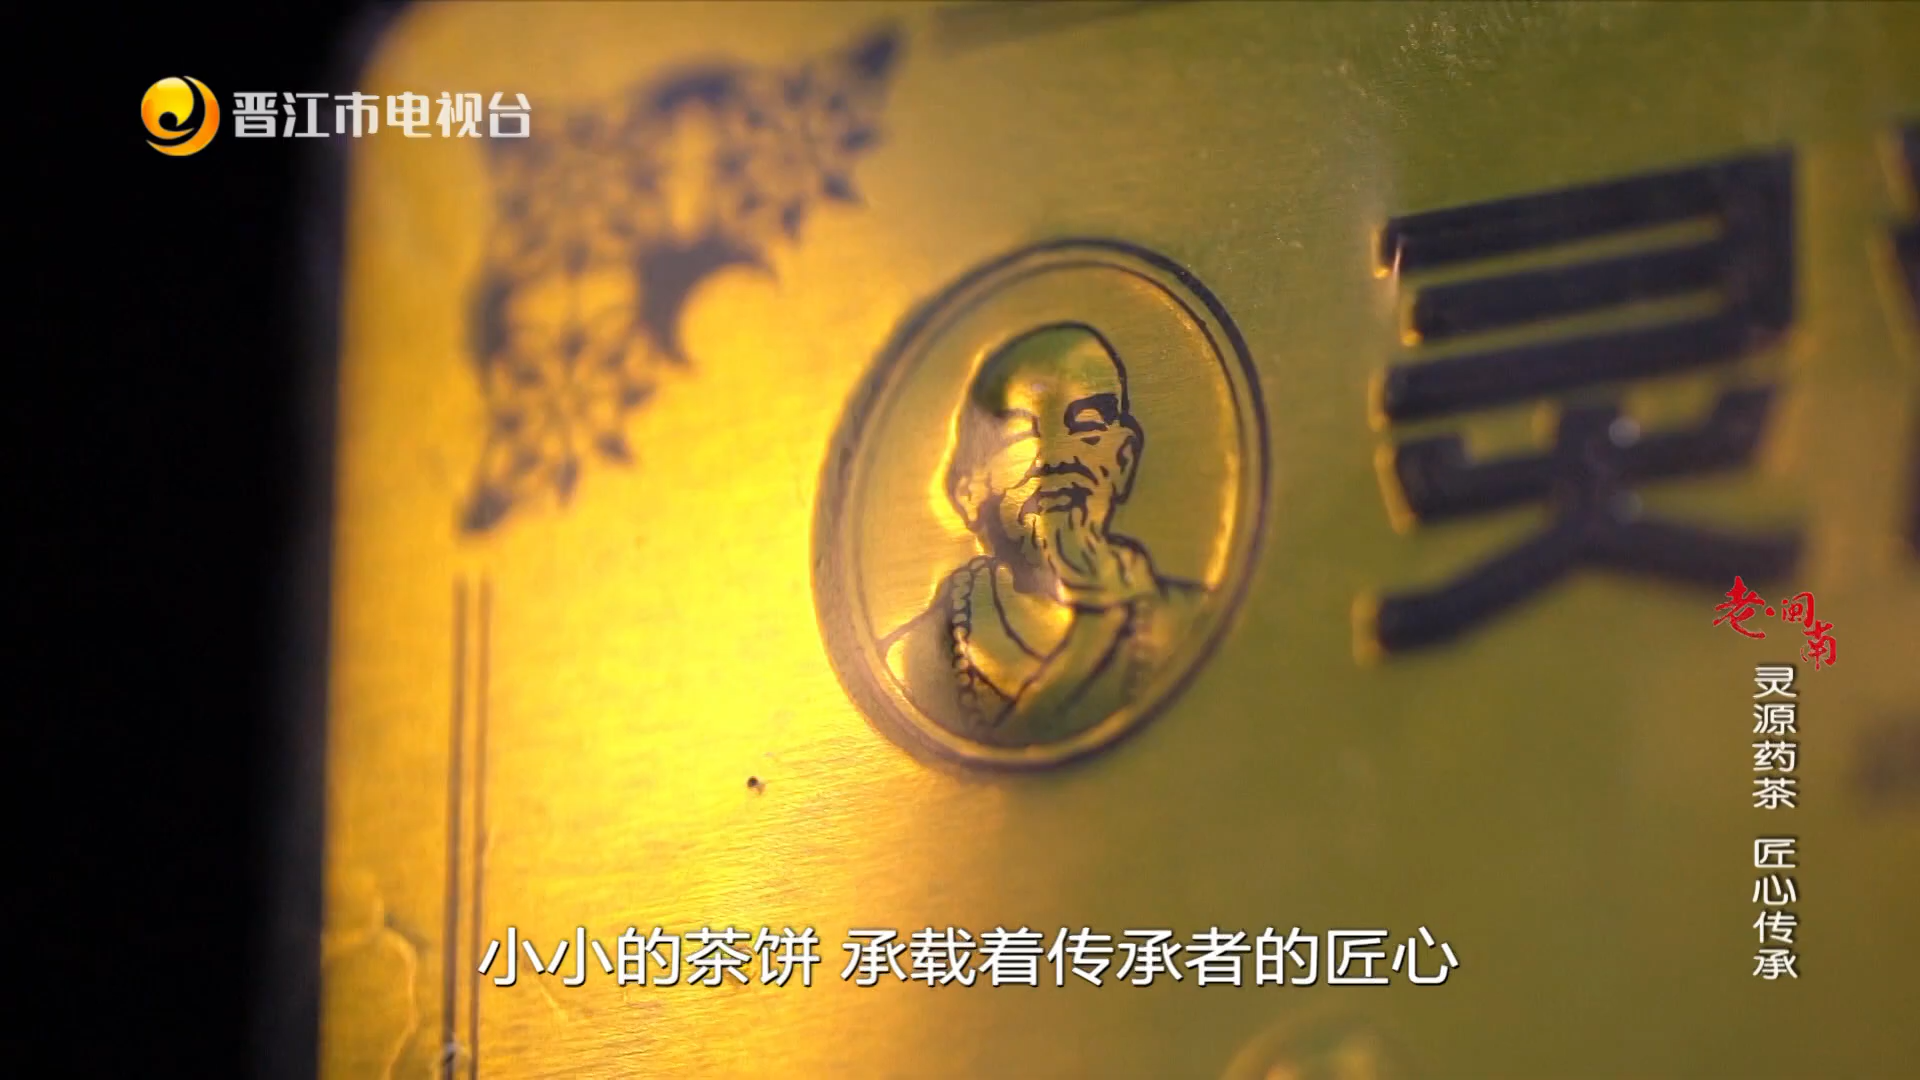 晋江市电视台
灵
老·闽南
灵源药茶 匠心传承
小小的茶饼 承载着传承者的匠心